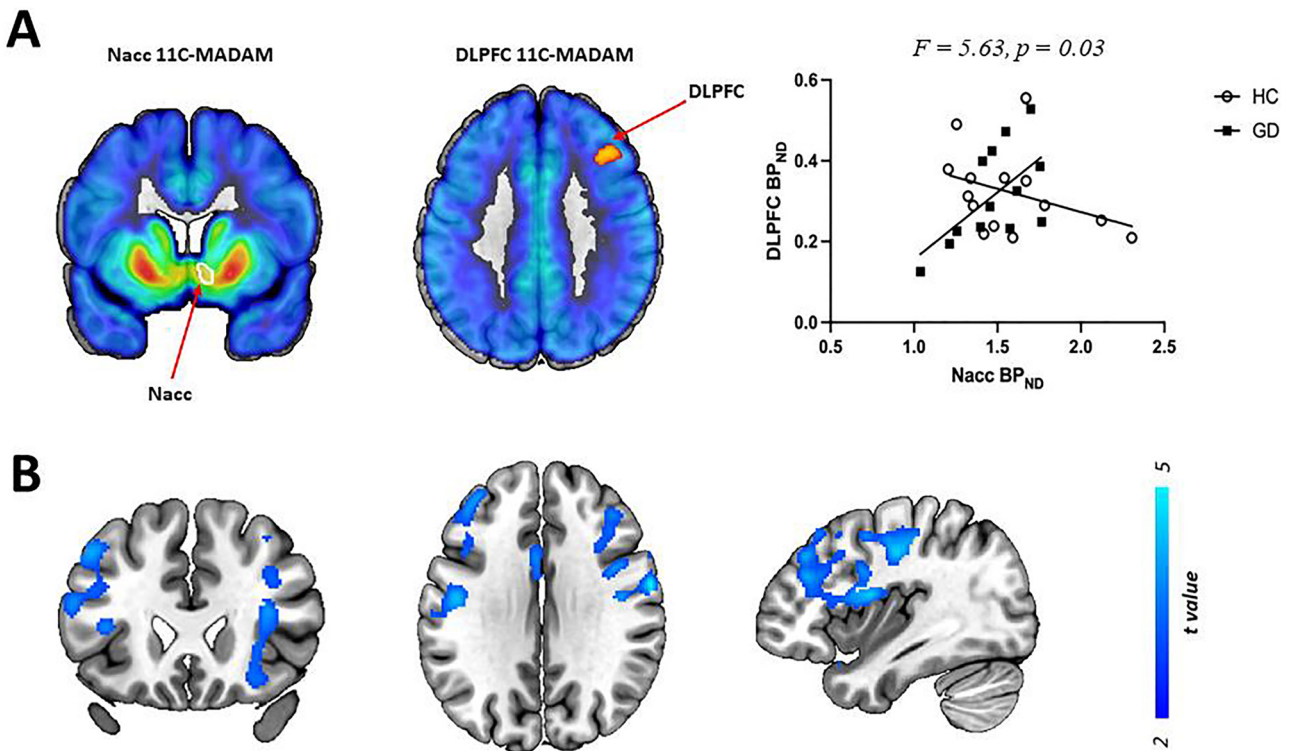 A
Nacc 11C-MADAM
DLPFC 11C-MADAM
DLPFC
Nacc
F = 5.63, p = 0.03
HC
GD
0.6
0.4
0.2
0.0
DLPFC BPND
0.5 1.0 1.5 2.0 2.5
Nacc BPND
B
5
t value
2